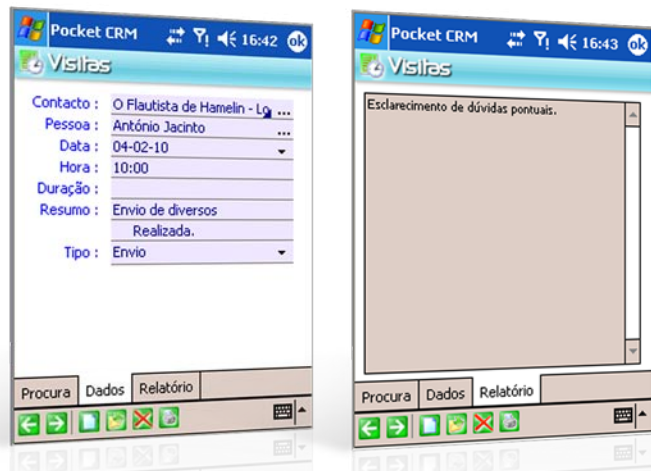 Pocket CRM 16:42 ok
Visitas
Contacto : O Flautista de Hamelin - Lo ...
Pessoa : António Jacinto ...
Data : 04-02-10
Hora : 10:00
Duração :
Resumo : Envio de diversos
Realizada.
Tipo : Envio
Procura Dados Relatório
Pocket CRM 16:43 ok
Visitas
Esclarecimento de dúvidas pontuais.
Procura Dados Relatório